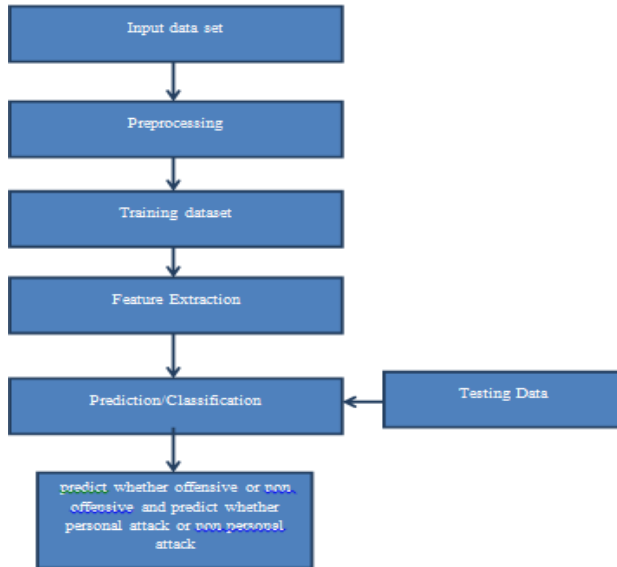 Input data set
Preprocessing
Training dataset
Feature Extraction
Prediction/Classification
Testing Data
predict whether offensive or non
offensive and predict whether
personal attack or non personal
attack